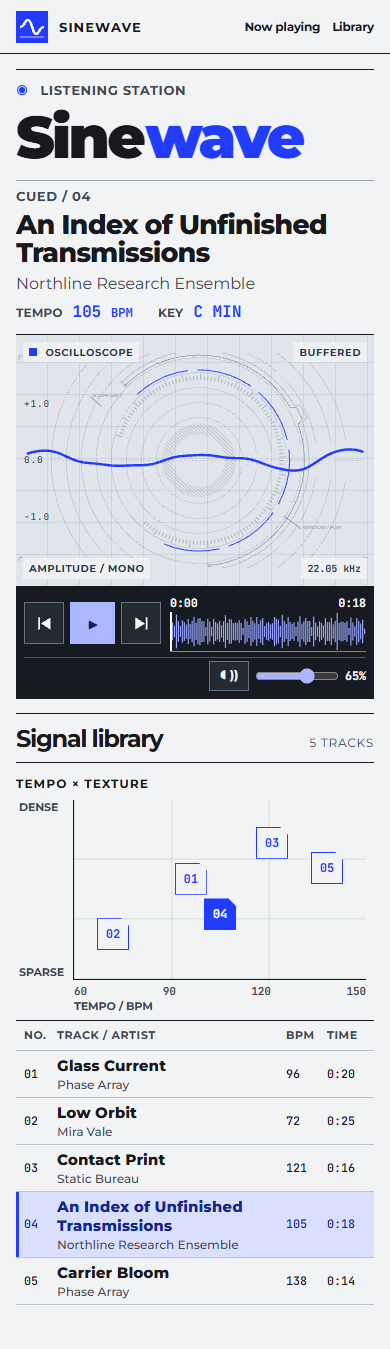 SINEWAVE
Now playing Library
LISTENING STATION
Sinewave
CUED / 04
An Index of Unfinished
Transmissions
Northline Research Ensemble
TEMPO 105 BPM KEY C MIN
OSCILLOSCOPE BUFFERED
+1.0
0.0
-1.0
AMPLITUDE / MONO 22.05 kHz
0:00 0:18
65%
Signal library 5 TRACKS
TEMPO × TEXTURE
DENSE
03
05
01
04
02
SPARSE
60 90 120 150
TEMPO / BPM
NO. TRACK / ARTIST BPM TIME
01 Glass Current 96 0:20
Phase Array
02 Low Orbit 72 0:25
Mira Vale
03 Contact Print 121 0:16
Static Bureau
04 An Index of Unfinished
Transmissions 105 0:18
Northline Research Ensemble
05 Carrier Bloom 138 0:14
Phase Array